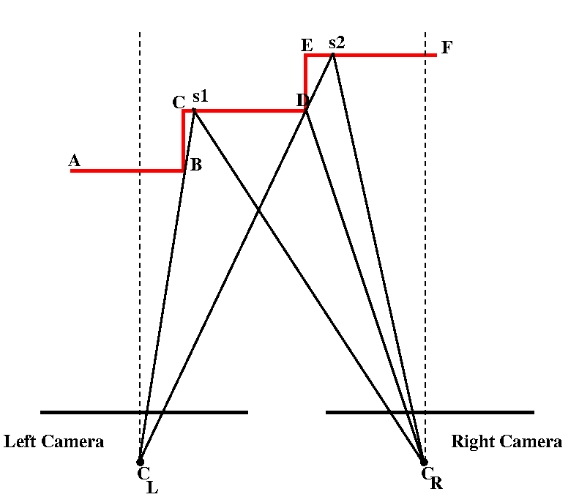 E s2 F
C s1 D
A B
Left Camera Right Camera
C L C R